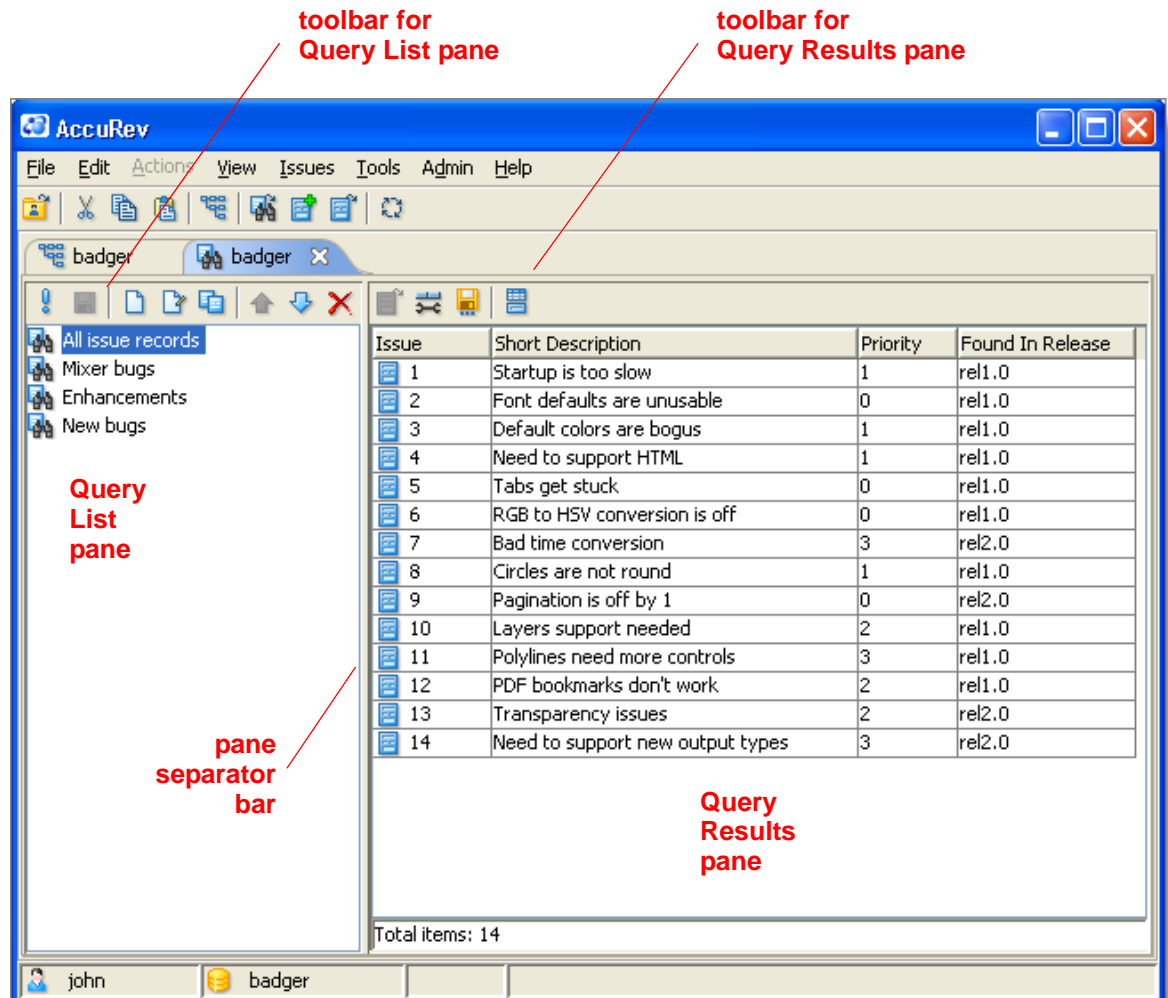 toolbar for
Query List pane
toolbar for
Query Results pane
AccuRev
File Edit Actions View Issues Tools Admin Help
badger badger
All issue records
Mixer bugs
Enhancements
New bugs
Query
List
pane
pane
separator
bar
Issue Short Description Priority Found In Release
1 Startup is too slow 1 rel1.0
2 Font defaults are unusable 0 rel1.0
3 Default colors are bogus 1 rel1.0
4 Need to support HTML 1 rel1.0
5 Tabs get stuck 0 rel1.0
6 RGB to HSV conversion is off 0 rel1.0
7 Bad time conversion 3 rel2.0
8 Circles are not round 1 rel1.0
9 Pagination is off by 1 0 rel2.0
10 Layers support needed 2 rel1.0
11 Polylines need more controls 3 rel1.0
12 PDF bookmarks don't work 2 rel1.0
13 Transparency issues 2 rel2.0
14 Need to support new output types 3 rel2.0
Query
Results
pane
Total items: 14
john badger